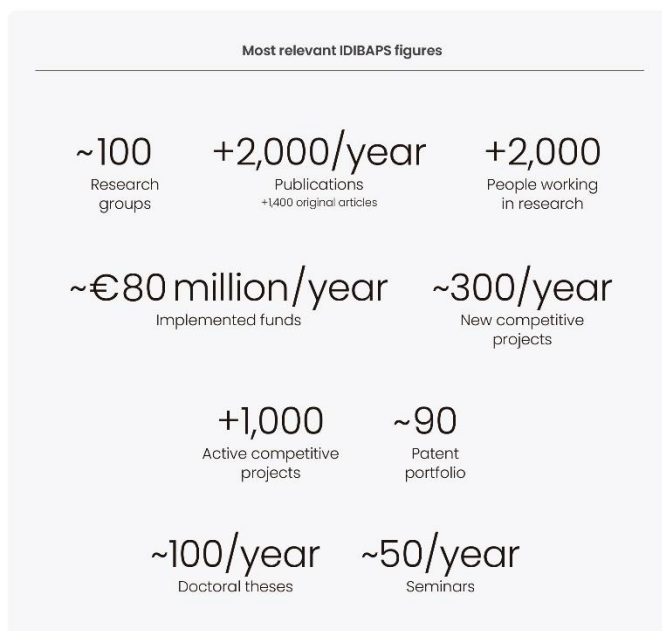 Most relevant IDIBAPS figures
~100
Research
groups
+2,000/year
Publications
+1,400 original articles
+2,000
People working
in research
~€80 million/year
Implemented funds
~300/year
New competitive
projects
+1,000
Active competitive
projects
~90
Patent
portfolio
~100/year
Doctoral theses
~50/year
Seminars